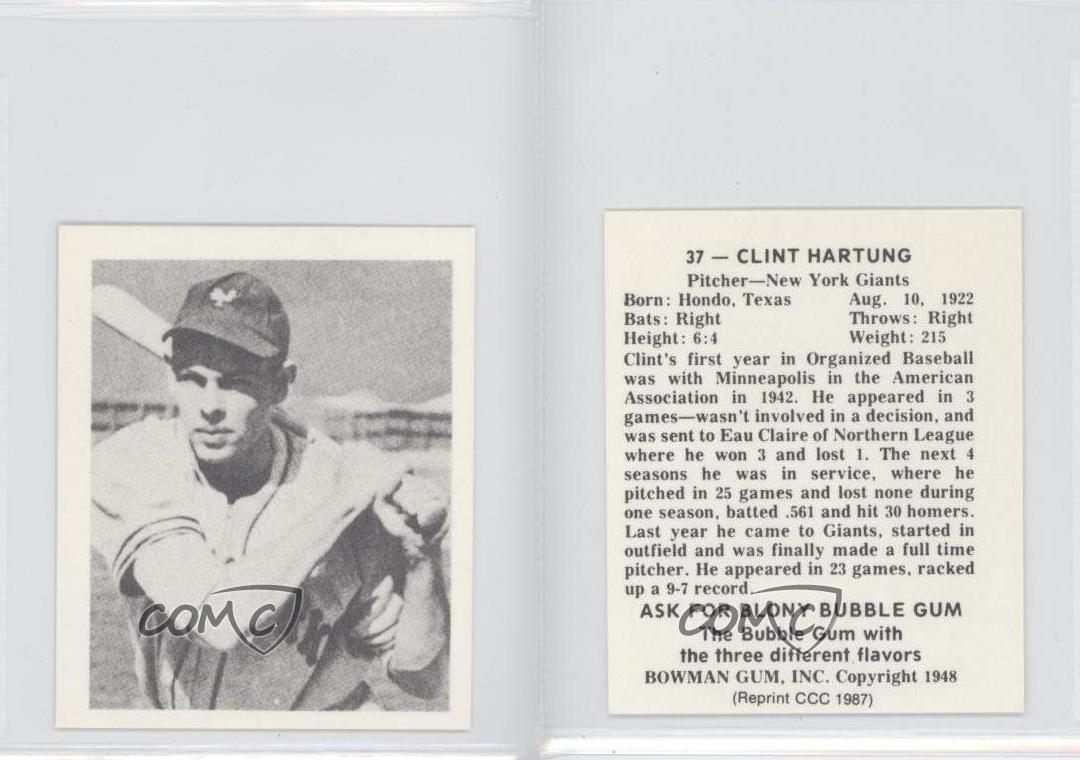 COMC
37 — CLINT HARTUNG
Pitcher—New York Giants
Born: Hondo, Texas Aug. 10, 1922
Bats: Right Throws: Right
Height: 6:4 Weight: 215
Clint's first year in Organized Baseball
was with Minneapolis in the American
Association in 1942. He appeared in 3
games—wasn't involved in a decision, and
was sent to Eau Claire of Northern League
where he won 3 and lost 1. The next 4
seasons he was in service, where he
pitched in 25 games and lost none during
one season, batted .561 and hit 30 homers.
Last year he came to Giants, started in
outfield and was finally made a full time
pitcher. He appeared in 23 games, racked
up a 9-7 record.
ASK FOR BLONY BUBBLE GUM
COMC
The Bubble Gum with
the three different flavors
BOWMAN GUM, INC. Copyright 1948
(Reprint CCC 1987)